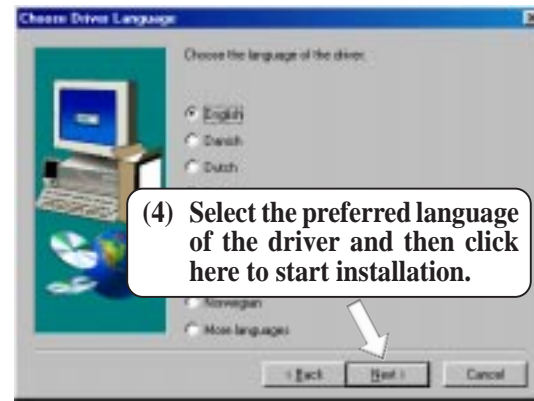 Choose Driver Language
Choose the language of the driver.
English
Danish
Dutch
(4) Select the preferred language
of the driver and then click
here to start installation.
Norwegian
More languages
< Back
Next >
Cancel